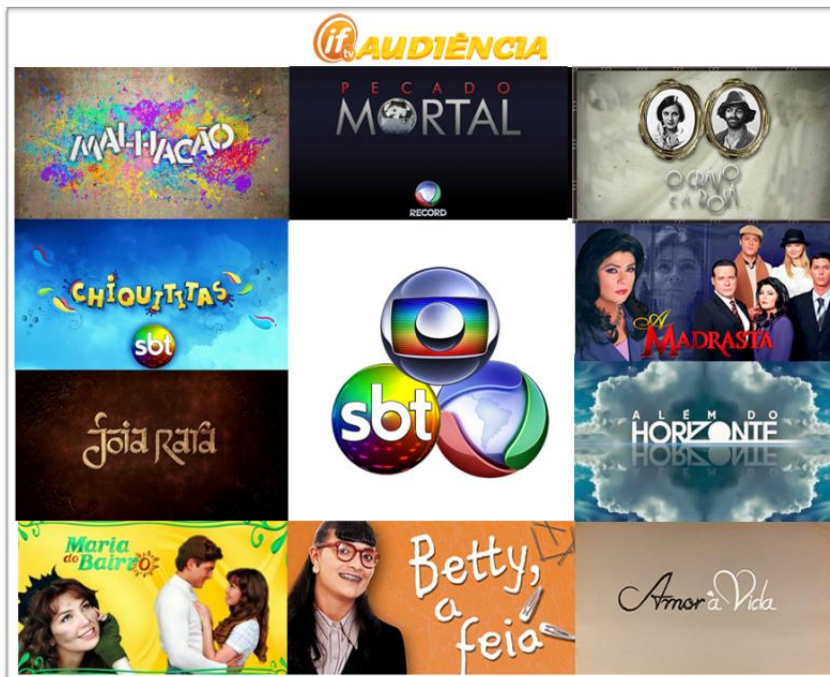 if tv AUDIÊNCIA
MALHAÇÃO
PECADO
MORTAL
RECORD
O CRAVO
E A ROSA
CHIQUITITAS
sbt
A
MADRASTA
sbt
Joia Rara
ALÉM DO
HORIZONTE
Maria
do Bairro
Betty,
a
feia
Amor à Vida